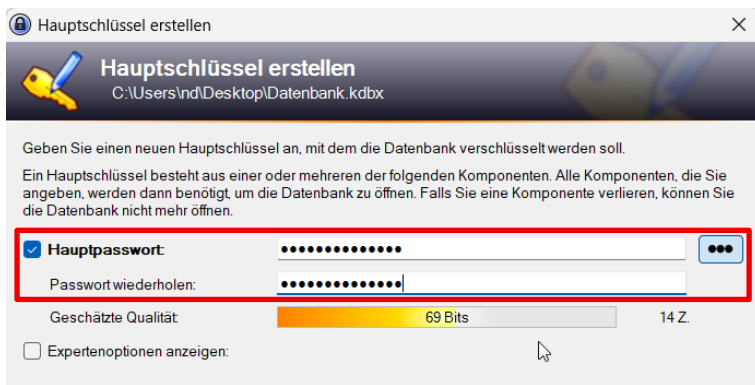 Hauptschlüssel erstellen
Hauptschlüssel erstellen
C:\Users\nd\Desktop\Datenbank.kdbx
Geben Sie einen neuen Hauptschlüssel an, mit dem die Datenbank verschlüsselt werden soll.
Ein Hauptschlüssel besteht aus einer oder mehreren der folgenden Komponenten. Alle Komponenten, die Sie
angeben, werden dann benötigt, um die Datenbank zu öffnen. Falls Sie eine Komponente verlieren, können Sie
die Datenbank nicht mehr öffnen.
Hauptpasswort: ●●●●●●●●●●●●●● ●●●
Passwort wiederholen: ●●●●●●●●●●●●●●
Geschätzte Qualität: 69 Bits 14 Z.
Expertenoptionen anzeigen: